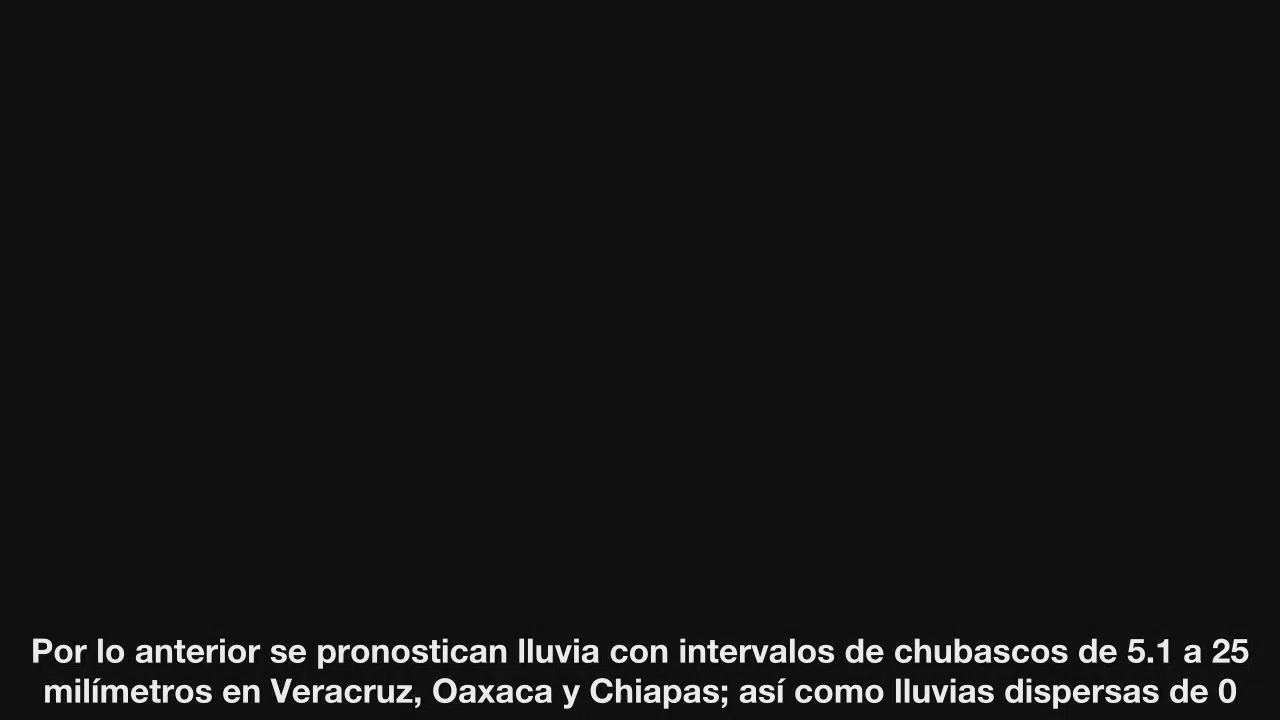 Por lo anterior se pronostican lluvia con intervalos de chubascos de 5.1 a 25
milímetros en Veracruz, Oaxaca y Chiapas; así como lluvias dispersas de 0